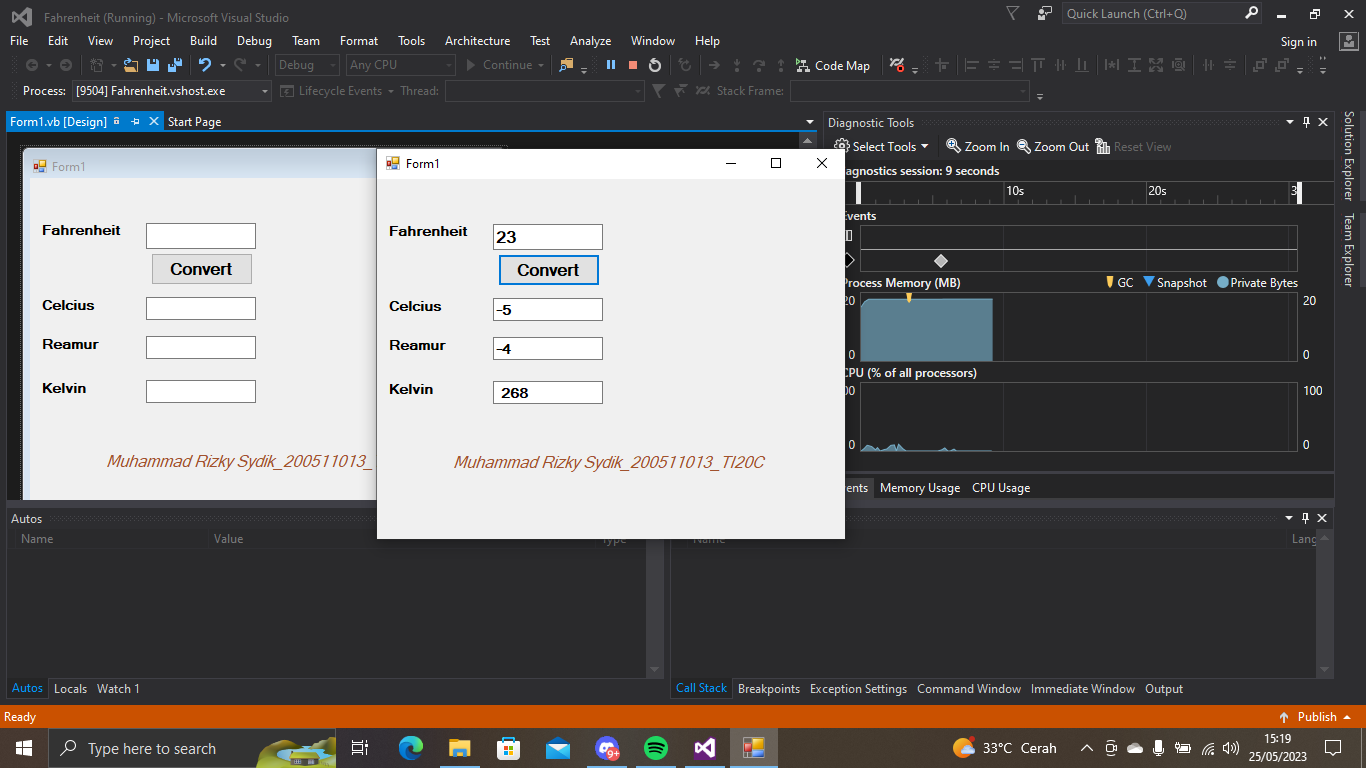 Fahrenheit (Running) - Microsoft Visual Studio
Quick Launch (Ctrl+Q)
File Edit View Project Build Debug Team Format Tools Architecture Test Analyze Window Help
Sign in
Debug Any CPU Continue Code Map
Process: [9504] Fahrenheit.vshost.exe Lifecycle Events Thread: Stack Frame:
Form1.vb [Design] Start Page
Form1
Fahrenheit
Convert
Celcius
Reamur
Kelvin
Muhammad Rizky Sydik_200511013_
Form1
Fahrenheit 23
Convert
Celcius -5
Reamur -4
Kelvin 268
Muhammad Rizky Sydik_200511013_TI20C
Diagnostic Tools
Select Tools Zoom In Zoom Out Reset View
agnostics session: 9 seconds
10s 20s 3
Events
Process Memory (MB) GC Snapshot Private Bytes
20 20
0 0
CPU (% of all processors)
00 100
0 0
ents Memory Usage CPU Usage
Solution Explorer
Team Explorer
Autos
Name Value Type
Name Lang
Autos Locals Watch 1
Call Stack Breakpoints Exception Settings Command Window Immediate Window Output
Ready
Publish
Type here to search
9+
33°C Cerah
15:19
25/05/2023